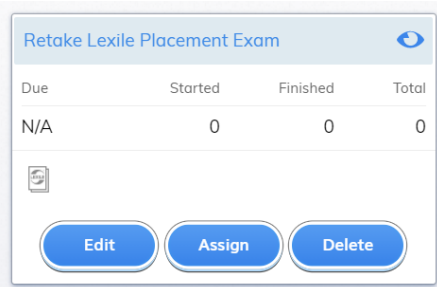 Retake Lexile Placement Exam
Due Started Finished Total
N/A 0 0 0
Edit Assign Delete